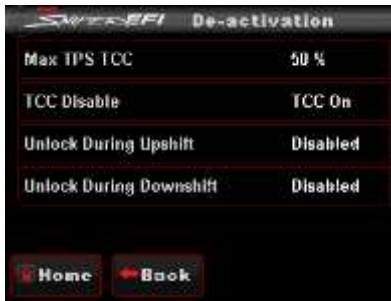 De-activation
Max TPS TCC 50 %
TCC Disable TCC On
Unlock During Upshift Disabled
Unlock During Downshift Disabled
Home Back